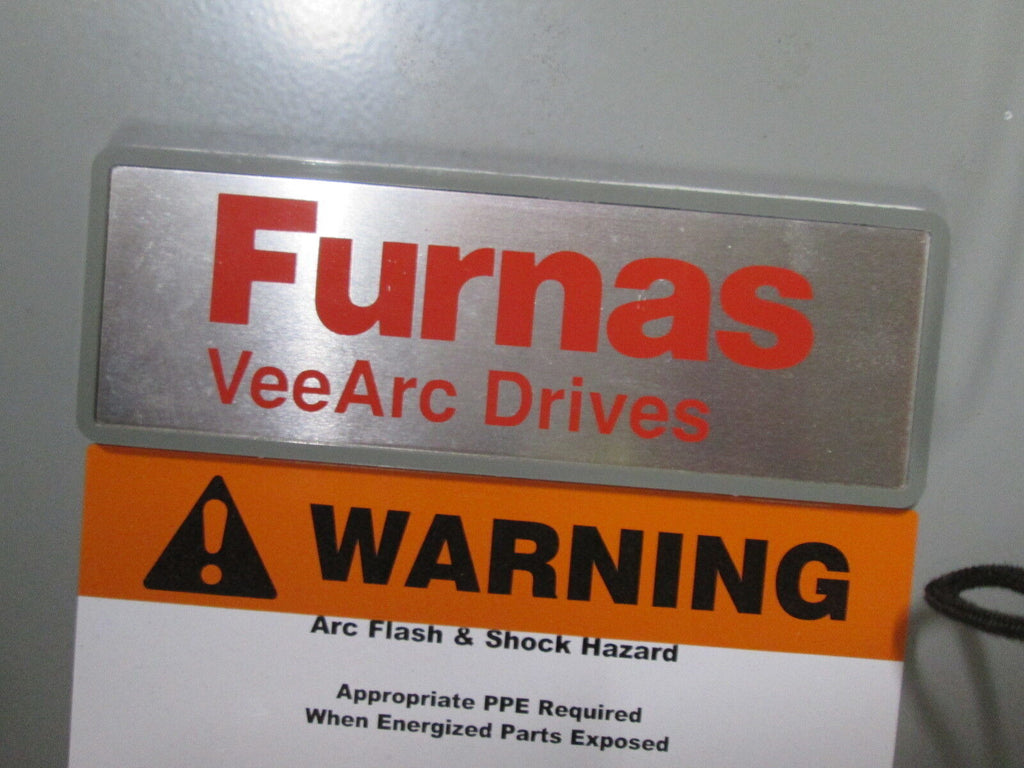 Furnas
VeeArc Drives
WARNING
Arc Flash & Shock Hazard
Appropriate PPE Required
When Energized Parts Exposed